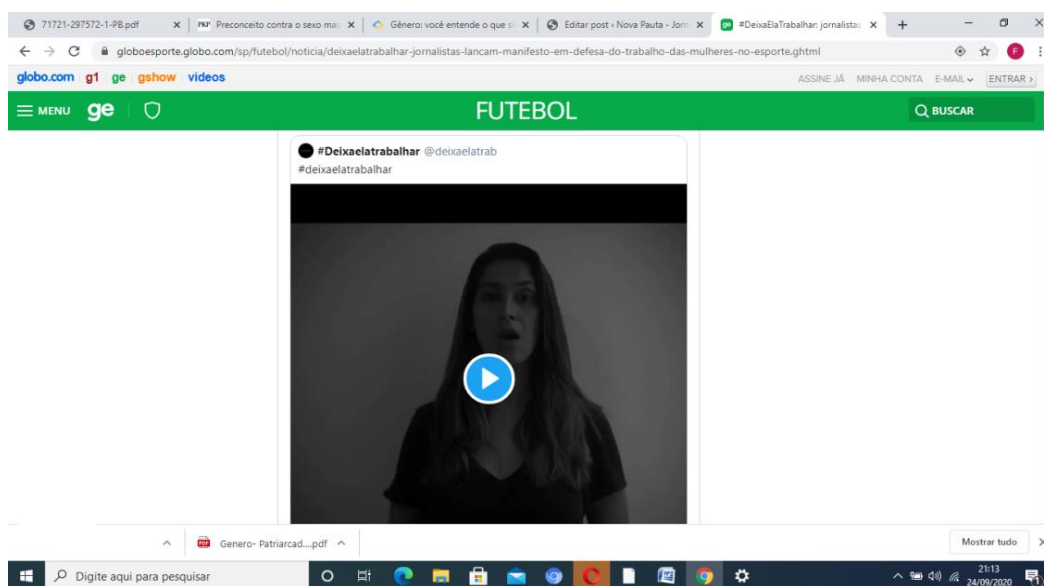 71721-297572-1-PB.pdf
PKP Preconceito contra o sexo mas
Gênero: você entende o que s
Editar post ‹ Nova Pauta - Jorn
ge #DeixaElaTrabalhar: jornalistas
globoesporte.globo.com/sp/futebol/noticia/deixaelatrabalhar-jornalistas-lancam-manifesto-em-defesa-do-trabalho-das-mulheres-no-esporte.ghtml
F
globo.com g1 ge gshow videos
ASSINE JÁ MINHA CONTA E-MAIL ENTRAR ›
MENU ge FUTEBOL BUSCAR
#Deixaelatrabalhar @deixaelatrab
#deixaelatrabalhar
PDF Genero- Patriarcad....pdf
Mostrar tudo
Digite aqui para pesquisar
21:13
24/09/2020